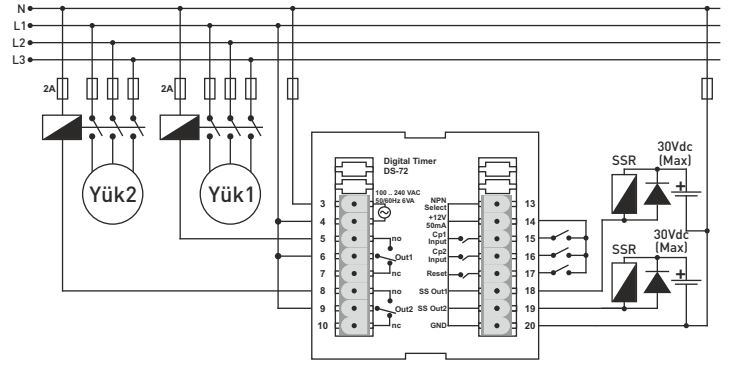 N
L1
L2
L3
2A
2A
Yük2
Yük1
Digital Timer
DS-72
100 .. 240 VAC
50/60Hz 6VA
3
4
5
6
7
8
9
10
no
Out1
nc
no
Out2
nc
NPN
Select
+12V
50mA
Cp1
Input
Cp2
Input
Reset
SS Out1
SS Out2
GND
13
14
15
16
17
18
19
20
SSR
30Vdc
(Max)
+
SSR
30Vdc
(Max)
+